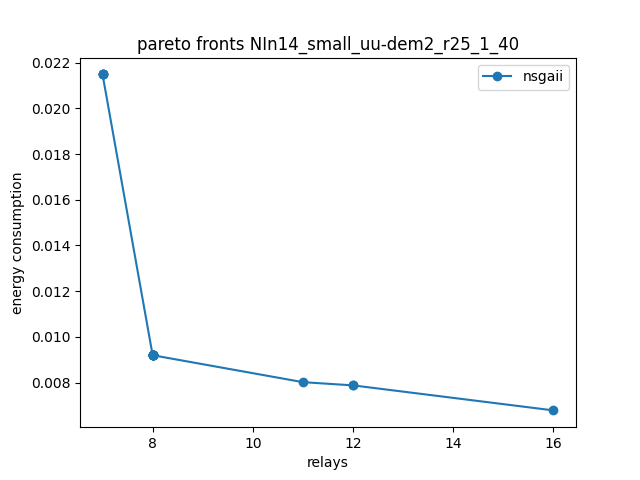 pareto fronts NIn14_small_uu-dem2_r25_1_40
nsgaii
energy consumption
0.022
0.020
0.018
0.016
0.014
0.012
0.010
0.008
8 10 12 14 16
relays